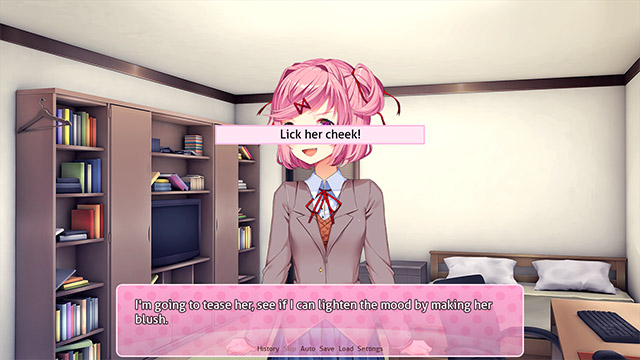 Lick her cheek!
I'm going to tease her, see if I can lighten the mood by making her
blush.
History Skip Auto Save Load Settings